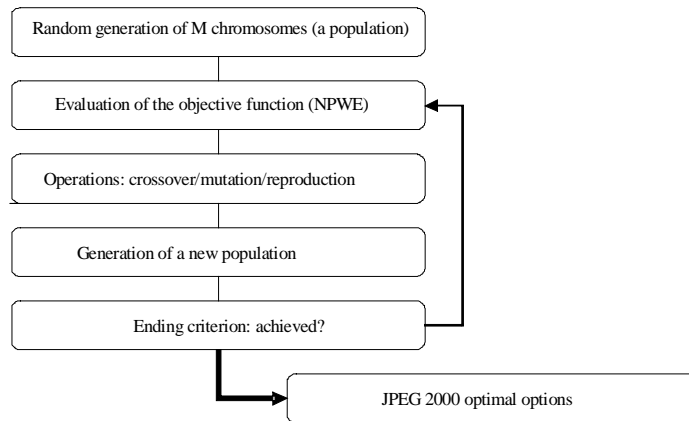 Random generation of M chromosomes (a population)
Evaluation of the objective function (NPWE)
Operations: crossover/mutation/reproduction
Generation of a new population
Ending criterion: achieved?
JPEG 2000 optimal options